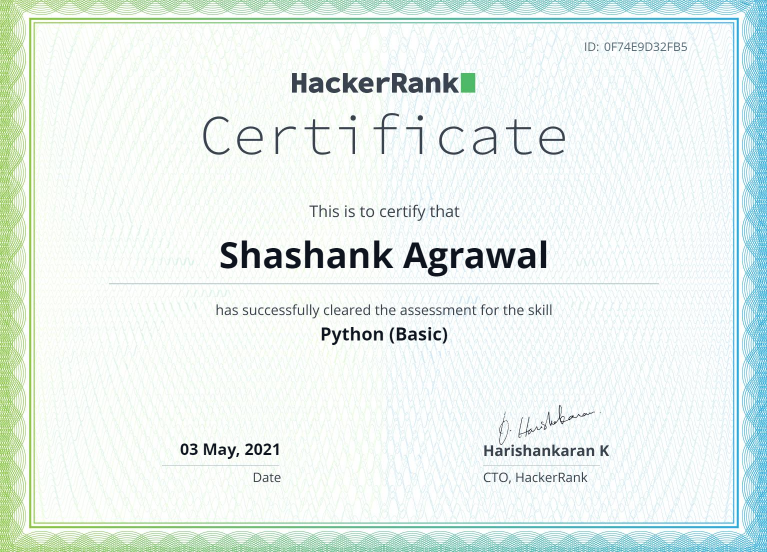 ID: 0F74E9D32FB5
HackerRank
Certificate
This is to certify that
Shashank Agrawal
has successfully cleared the assessment for the skill
Python (Basic)
03 May, 2021
Date
Harishankaran K
CTO, HackerRank